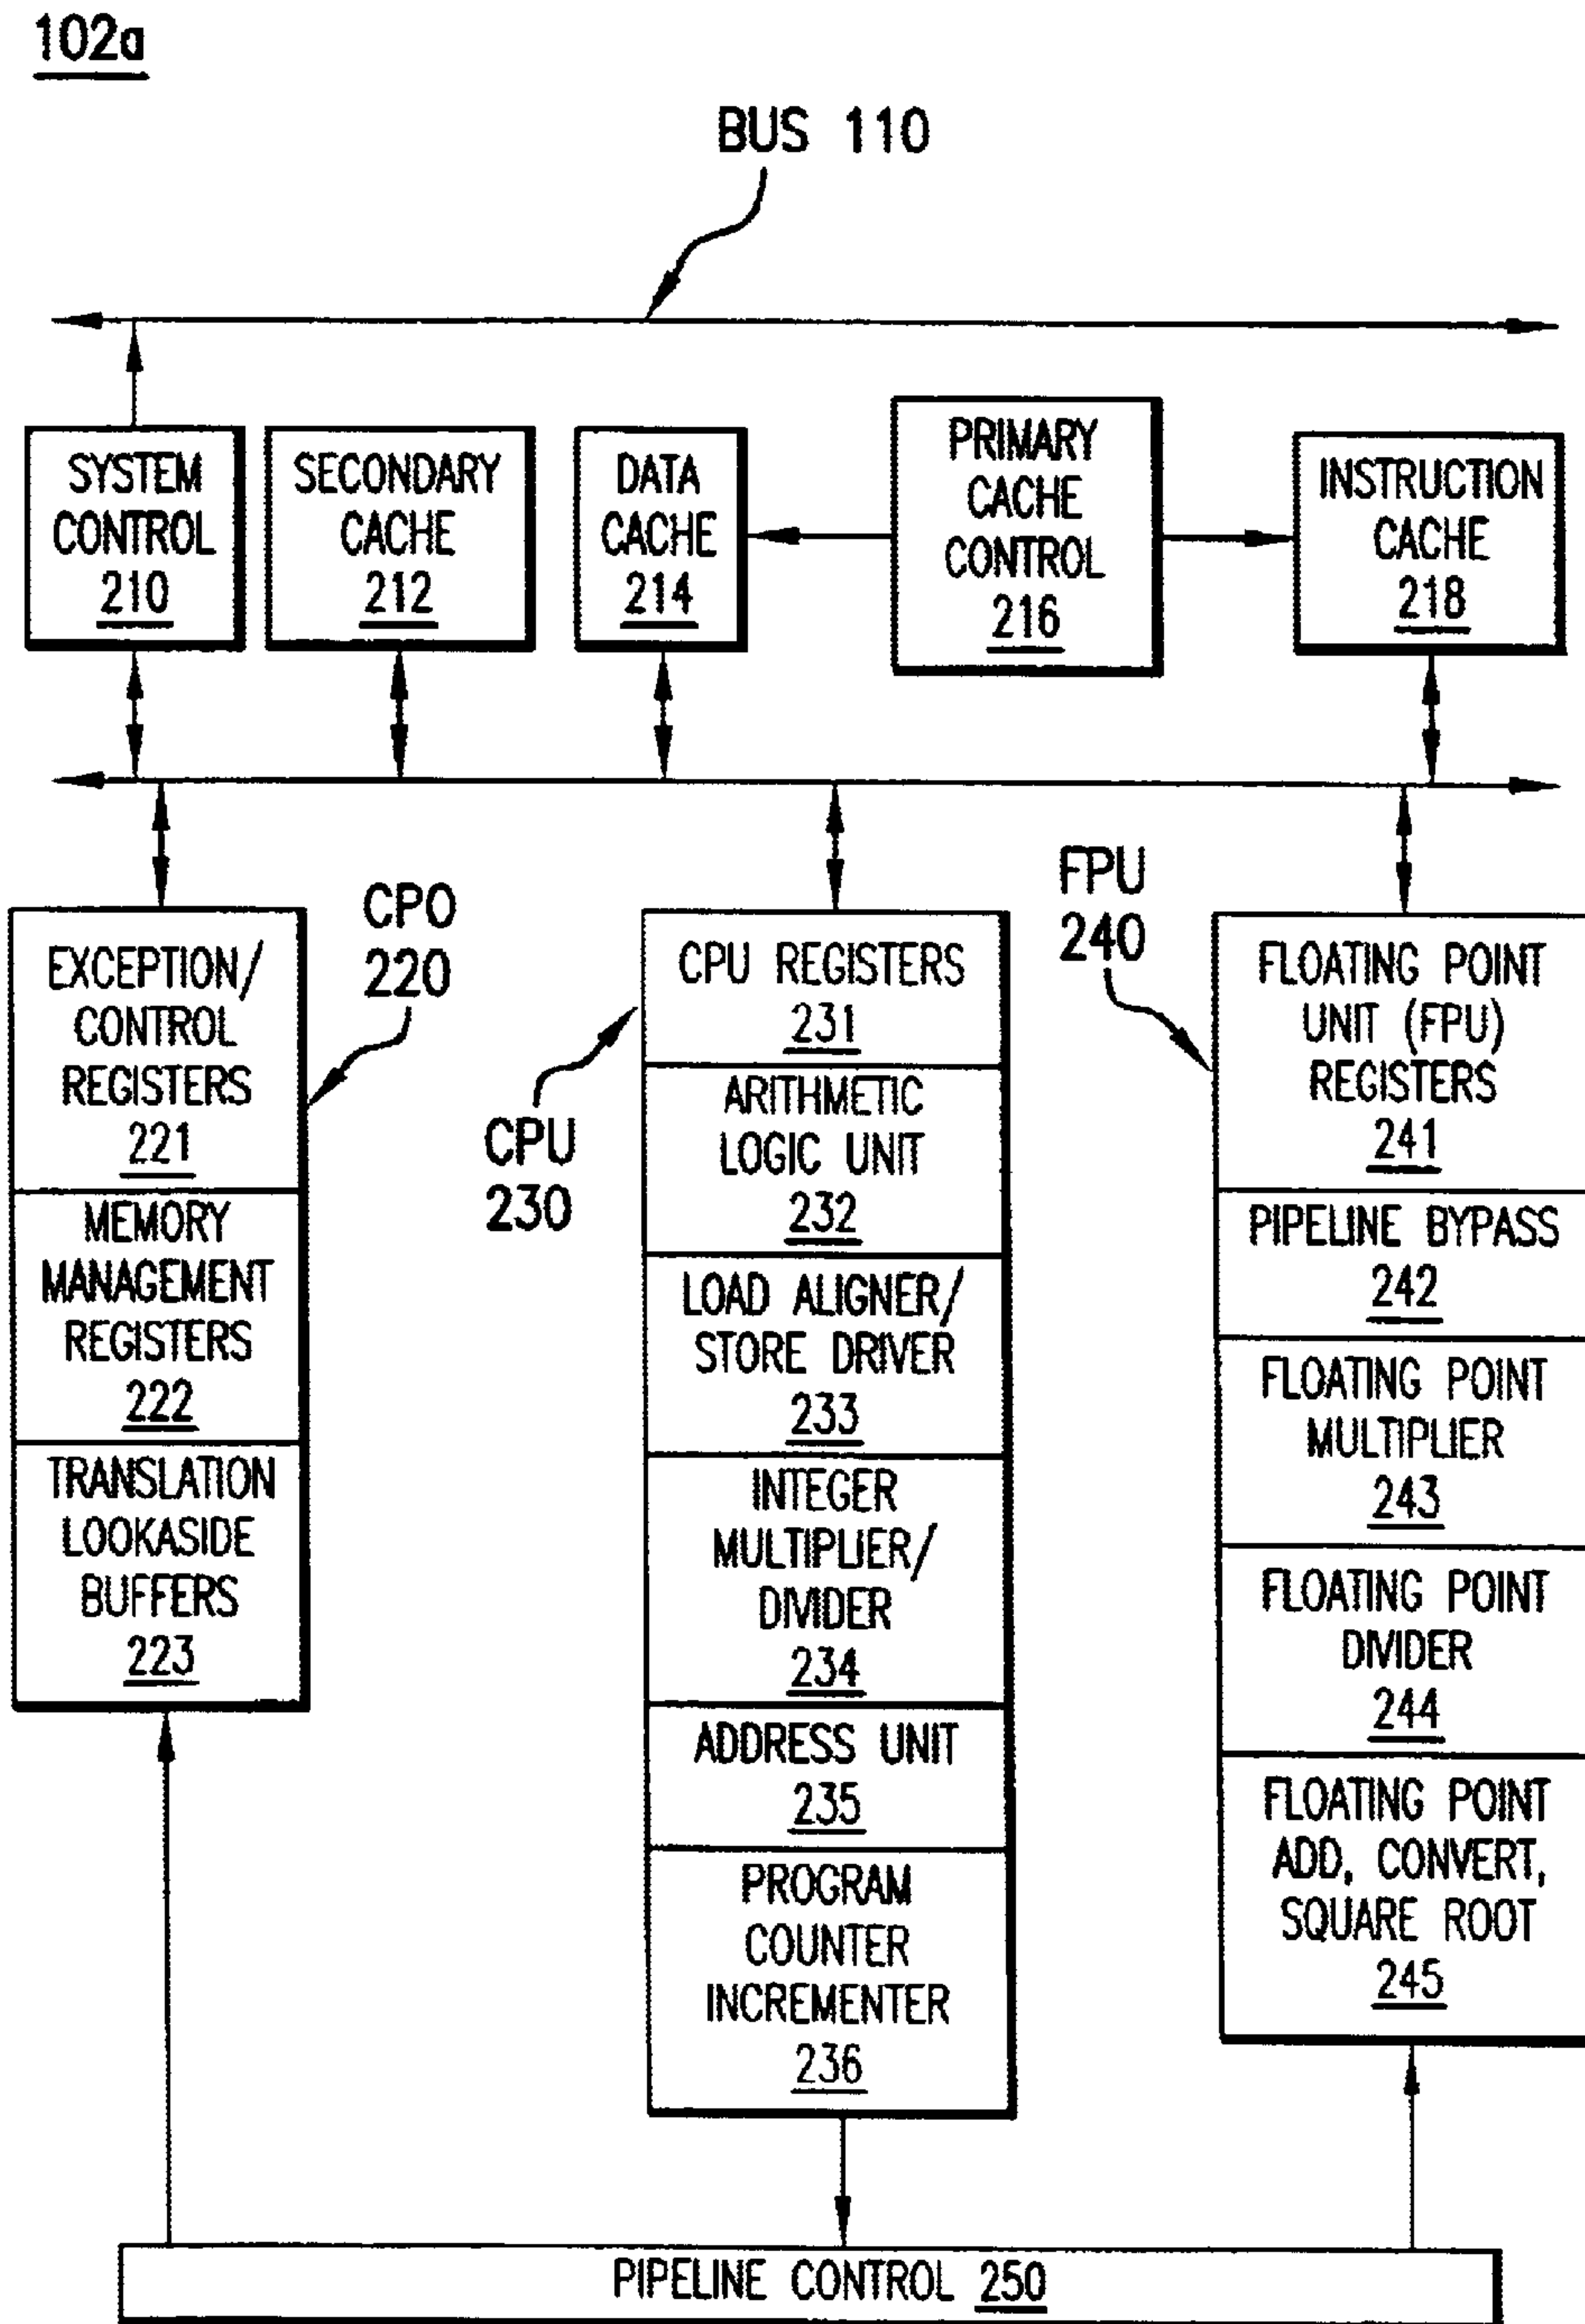 102a
BUS 110
SYSTEM
CONTROL
210
SECONDARY
CACHE
212
DATA
CACHE
214
PRIMARY
CACHE
CONTROL
216
INSTRUCTION
CACHE
218
EXCEPTION/
CONTROL
REGISTERS
221
MEMORY
MANAGEMENT
REGISTERS
222
TRANSLATION
LOOKASIDE
BUFFERS
223
CPO
220
CPU
230
CPU REGISTERS
231
ARITHMETIC
LOGIC UNIT
232
LOAD ALIGNER/
STORE DRIVER
233
INTEGER
MULTIPLIER/
DIVIDER
234
ADDRESS UNIT
235
PROGRAM
COUNTER
INCREMENTER
236
FPU
240
FLOATING POINT
UNIT (FPU)
REGISTERS
241
PIPELINE BYPASS
242
FLOATING POINT
MULTIPLIER
243
FLOATING POINT
DIVIDER
244
FLOATING POINT
ADD, CONVERT,
SQUARE ROOT
245
PIPELINE CONTROL 250